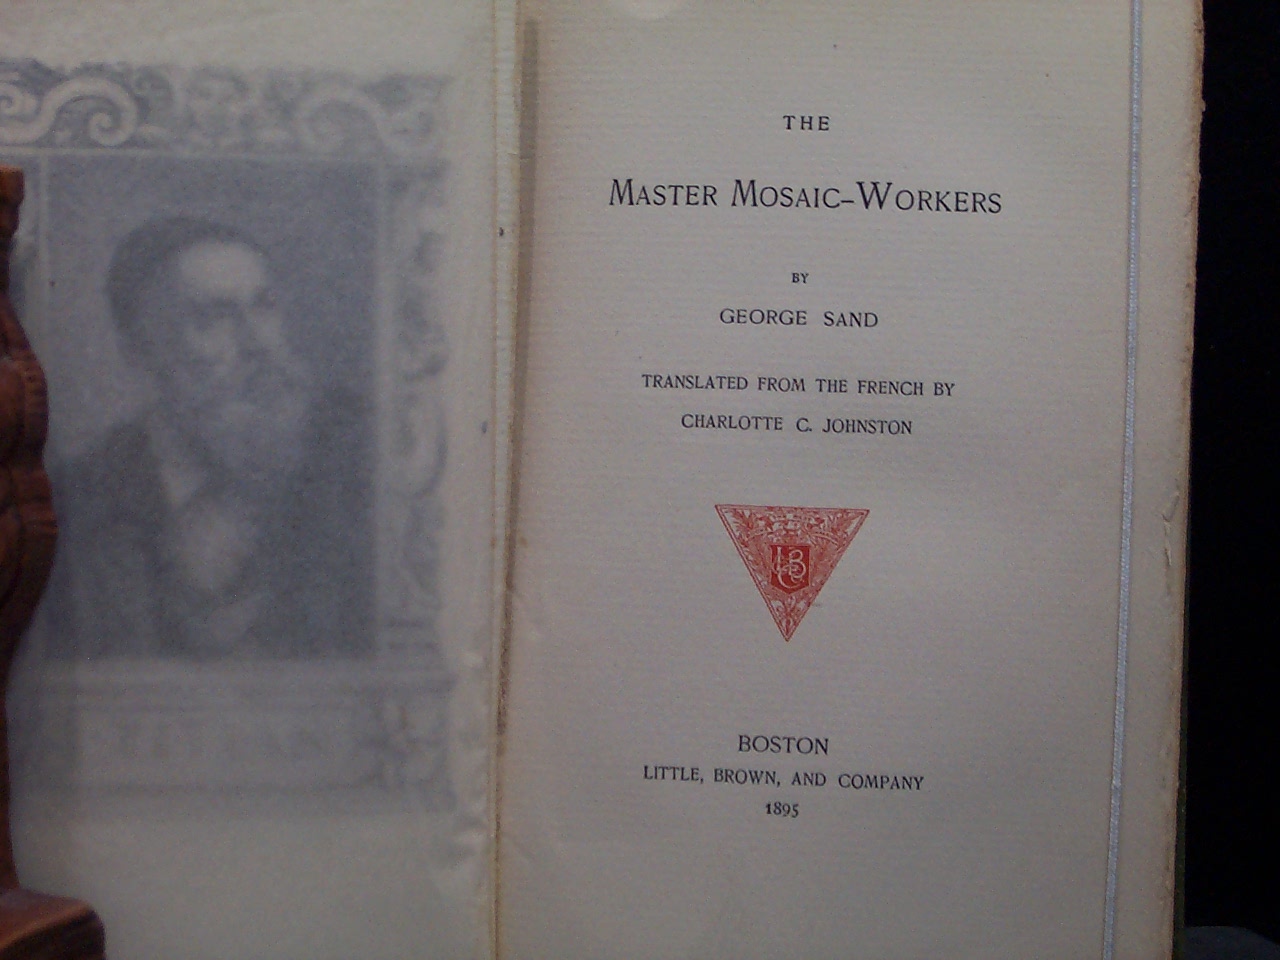 THE
MASTER MOSAIC–WORKERS
BY
GEORGE SAND
TRANSLATED FROM THE FRENCH BY
CHARLOTTE C. JOHNSTON
LBC
BOSTON
LITTLE, BROWN, AND COMPANY
1895